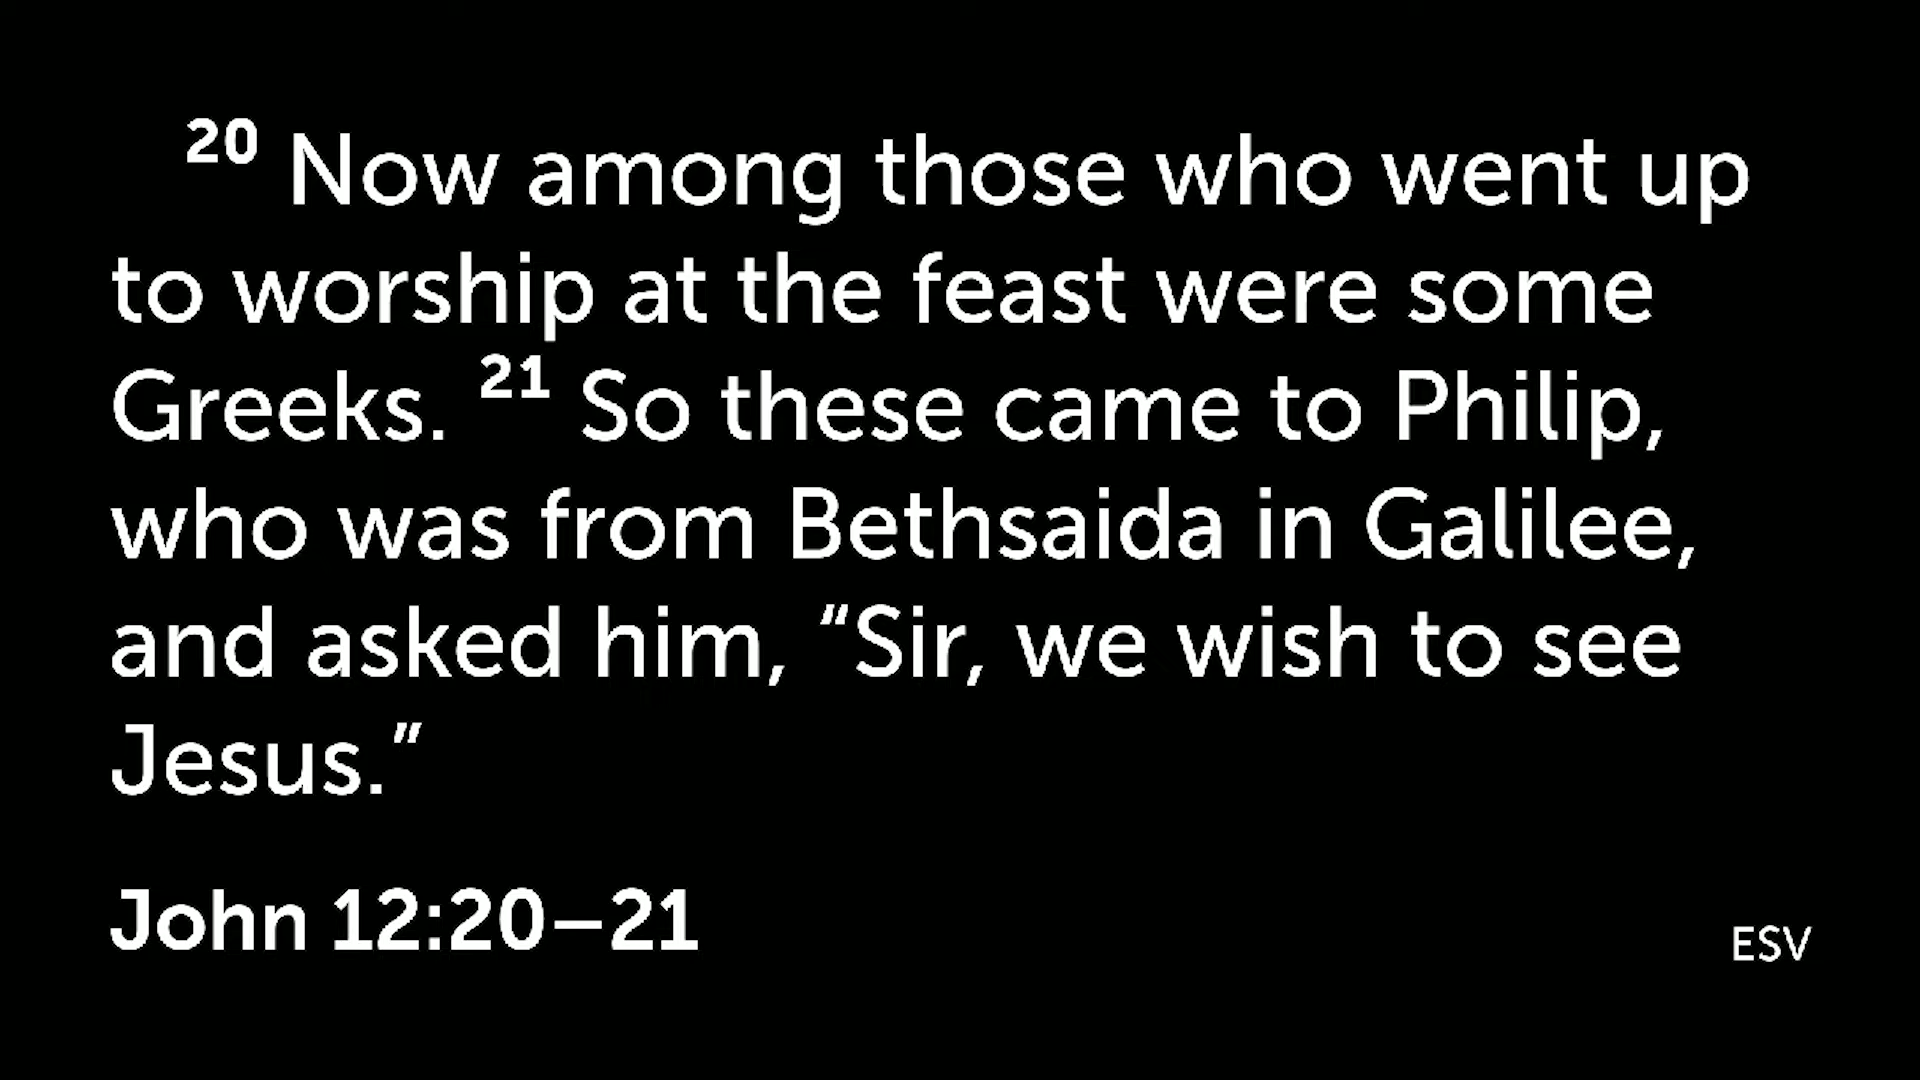 20 Now among those who went up
to worship at the feast were some
Greeks. 21 So these came to Philip,
who was from Bethsaida in Galilee,
and asked him, “Sir, we wish to see
Jesus.”
John 12:20–21
ESV